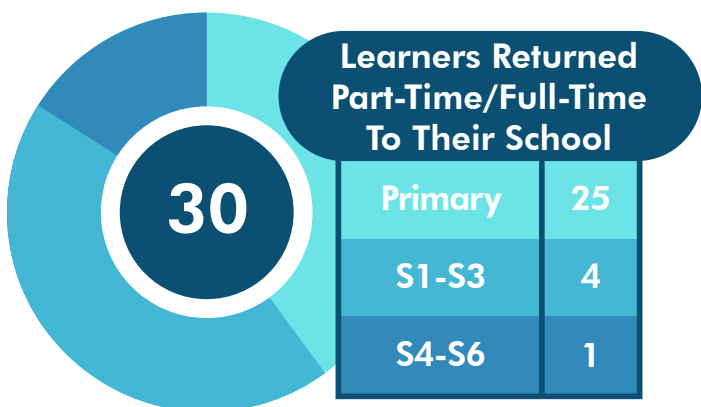 30
Learners Returned
Part-Time/Full-Time
To Their School
Primary 25
S1-S3 4
S4-S6 1